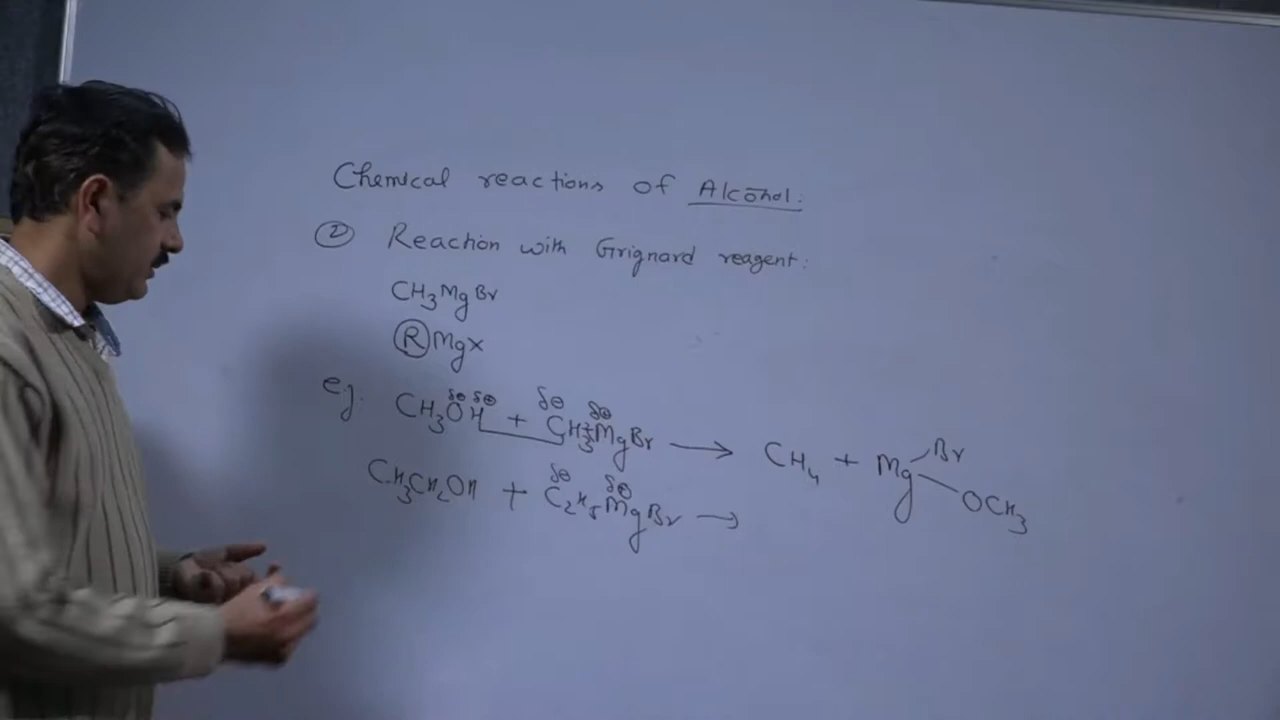 Chemical reactions of Alcohol:
② Reaction with Grignard reagent:
CH₃MgBr
RMgX
eg. CH₃OH + CH₃MgBr → CH₄ + Mg Br OCH₃
δ⊖ δ⊕ δ⊖ δ⊕
CH₃CH₂OH + C₂H₅MgBr →
δ⊖ δ⊕